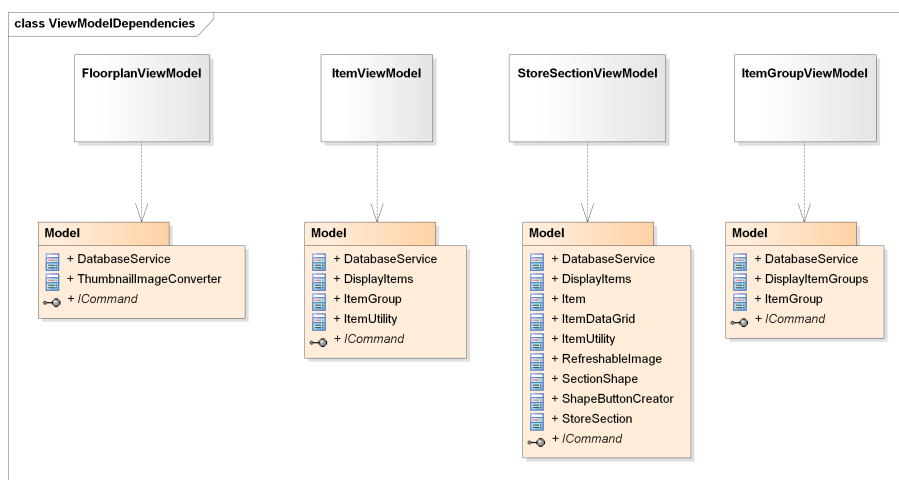 class ViewModelDependencies
FloorplanViewModel
ItemViewModel
StoreSectionViewModel
ItemGroupViewModel
Model
+ DatabaseService
+ ThumbnailImageConverter
+ ICommand
Model
+ DatabaseService
+ DisplayItems
+ ItemGroup
+ ItemUtility
+ ICommand
Model
+ DatabaseService
+ DisplayItems
+ Item
+ ItemDataGrid
+ ItemUtility
+ RefreshableImage
+ SectionShape
+ ShapeButtonCreator
+ StoreSection
+ ICommand
Model
+ DatabaseService
+ DisplayItemGroups
+ ItemGroup
+ ICommand